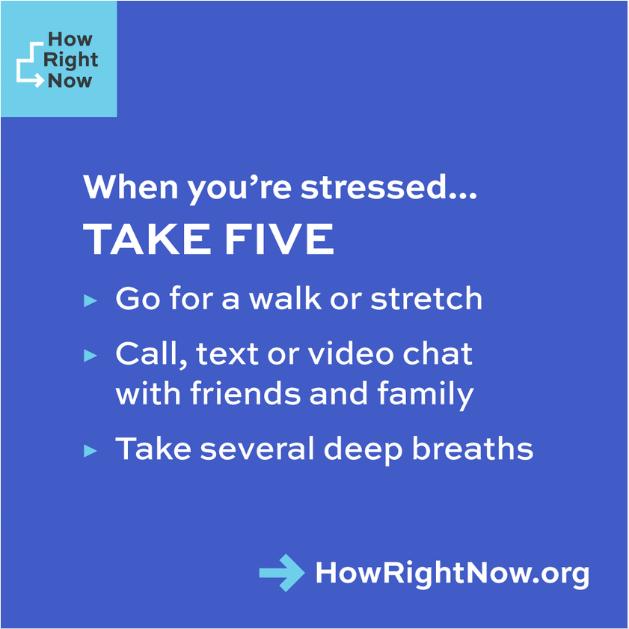 How
Right
Now
When you’re stressed...
TAKE FIVE
▸ Go for a walk or stretch
▸ Call, text or video chat
with friends and family
▸ Take several deep breaths
HowRightNow.org